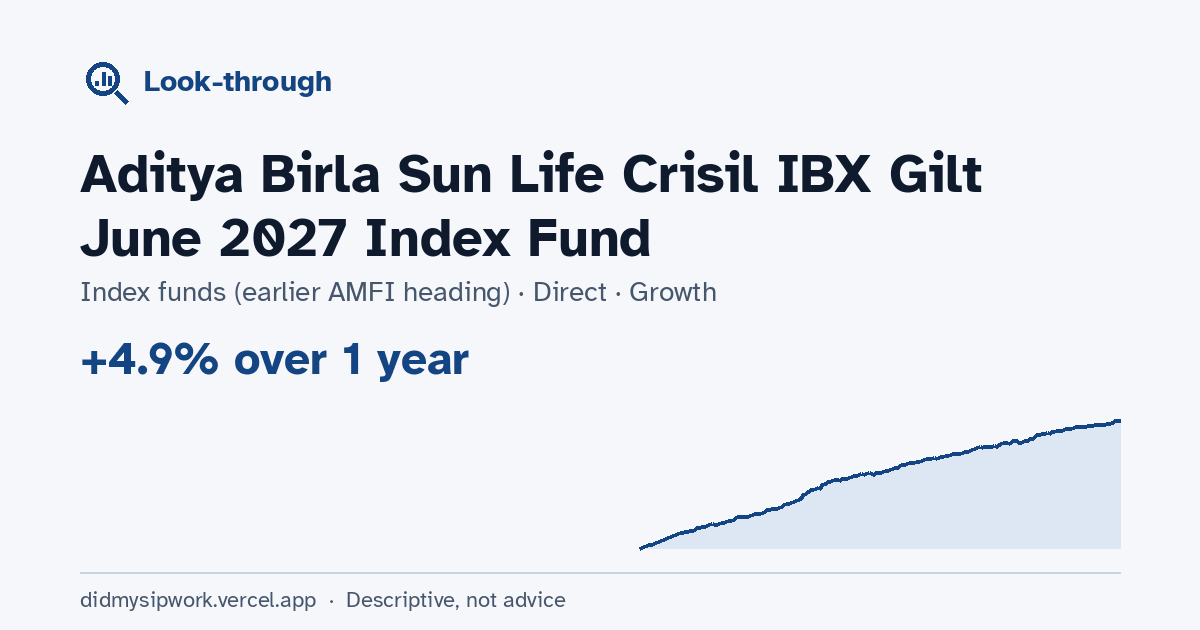 Look-through
Aditya Birla Sun Life Crisil IBX Gilt
June 2027 Index Fund
Index funds (earlier AMFI heading) · Direct · Growth
+4.9% over 1 year
didmysipwork.vercel.app · Descriptive, not advice